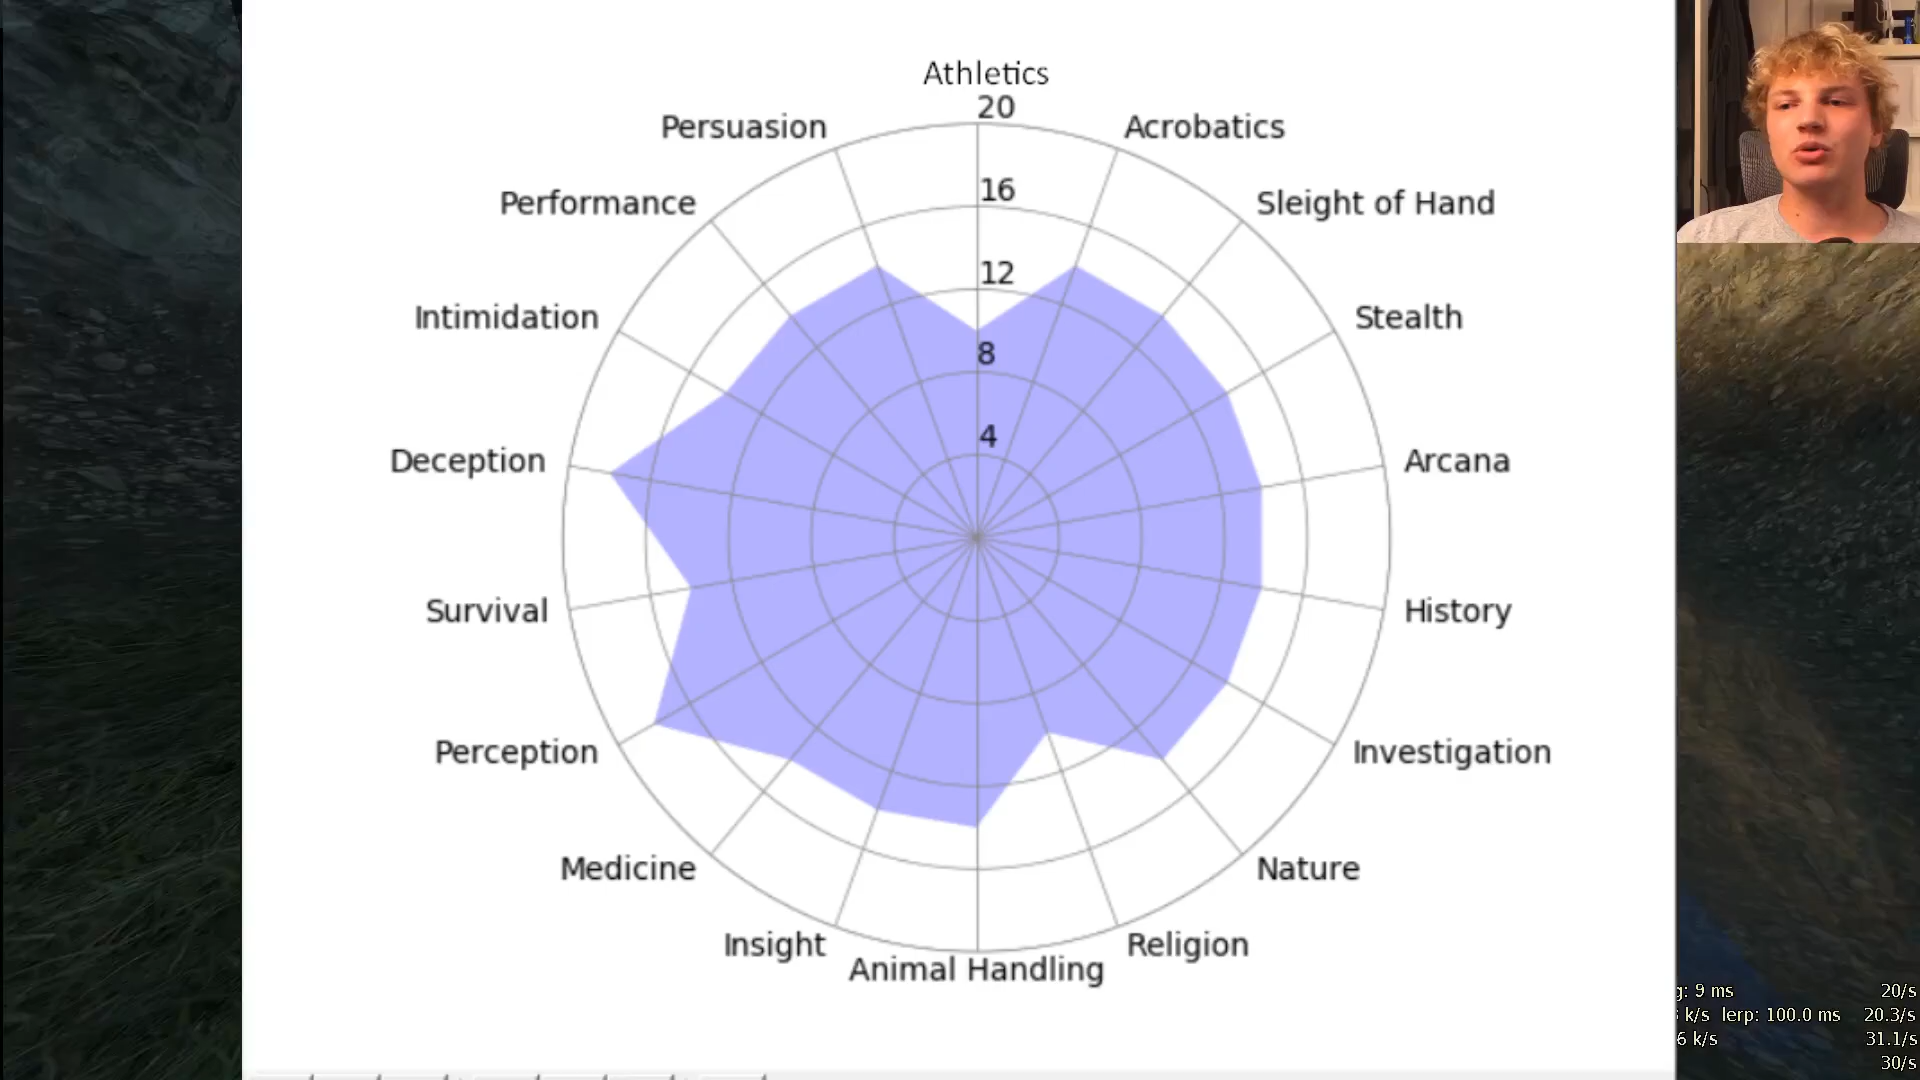 Athletics
20
Persuasion
Acrobatics
16
Performance
Sleight of Hand
12
Intimidation
Stealth
8
4
Deception
Arcana
Survival
History
Perception
Investigation
Medicine
Nature
Insight
Religion
Animal Handling
: 9 ms 20/s
k/s lerp: 100.0 ms 20.3/s
6 k/s 31.1/s
30/s